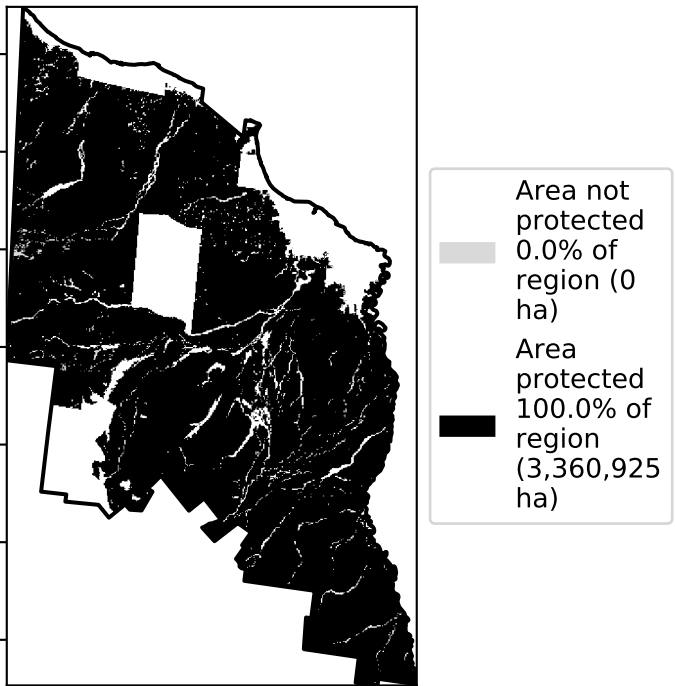 Area not
protected
0.0% of
region (0
ha)
Area
protected
100.0% of
region
(3,360,925
ha)